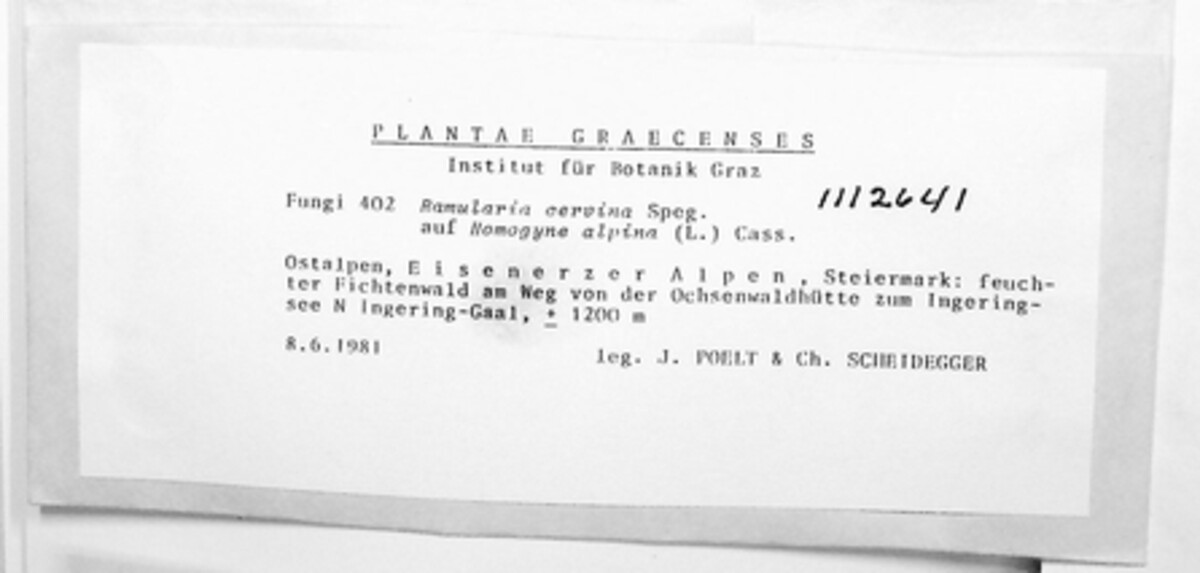 PLANTAE GRAECENSES
Institut für Botanik Graz
1112641
Fungi 402 Ramularia cervina Speg.
auf Homogyne alpina (L.) Cass.
Ostalpen, Eisenerzer Alpen, Steiermark: feuch-
ter Fichtenwald am Weg von der Ochsenwaldhütte zum Ingering-
see N Ingering-Gaal, ± 1200 m
8.6.1981
leg. J. POELT & Ch. SCHEIDEGGER